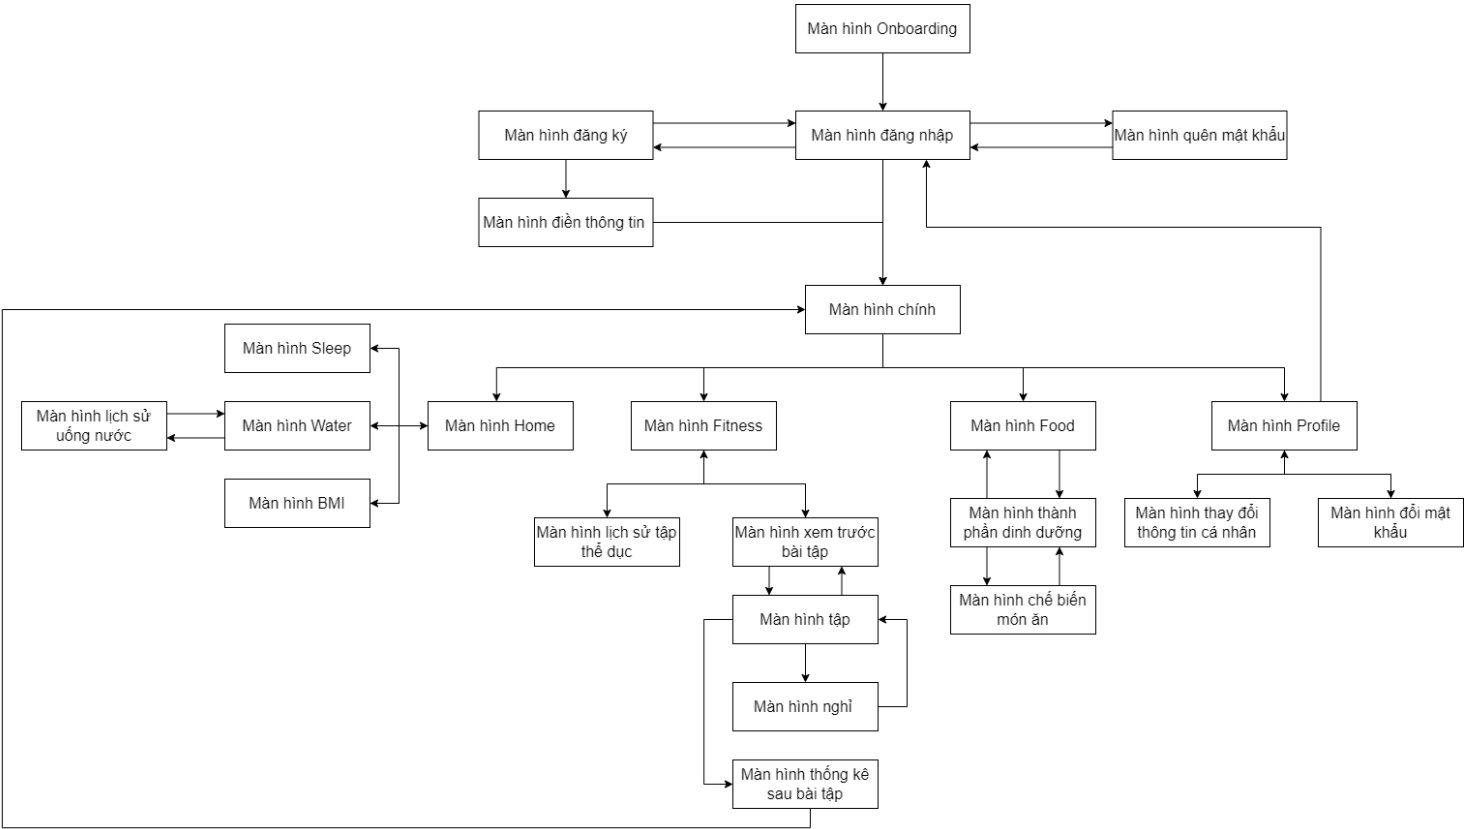 Màn hình Onboarding
Màn hình đăng ký
Màn hình đăng nhập
Màn hình quên mật khẩu
Màn hình điền thông tin
Màn hình chính
Màn hình Sleep
Màn hình lịch sử
uống nước
Màn hình Water
Màn hình Home
Màn hình Fitness
Màn hình Food
Màn hình Profile
Màn hình BMI
Màn hình lịch sử tập
thể dục
Màn hình xem trước
bài tập
Màn hình thành
phần dinh dưỡng
Màn hình thay đổi
thông tin cá nhân
Màn hình đổi mật
khẩu
Màn hình tập
Màn hình chế biến
món ăn
Màn hình nghỉ
Màn hình thống kê
sau bài tập